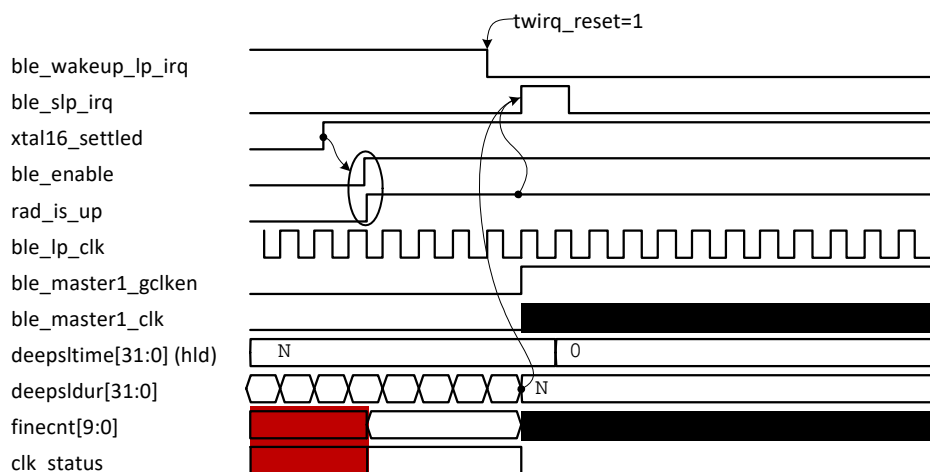 twirq_reset=1
ble_wakeup_lp_irq
ble_slp_irq
xtal16_settled
ble_enable
rad_is_up
ble_lp_clk
ble_master1_gclken
ble_master1_clk
deepsltime[31:0] (hld) N 0
deepsldur[31:0] N
finecnt[9:0]
clk_status